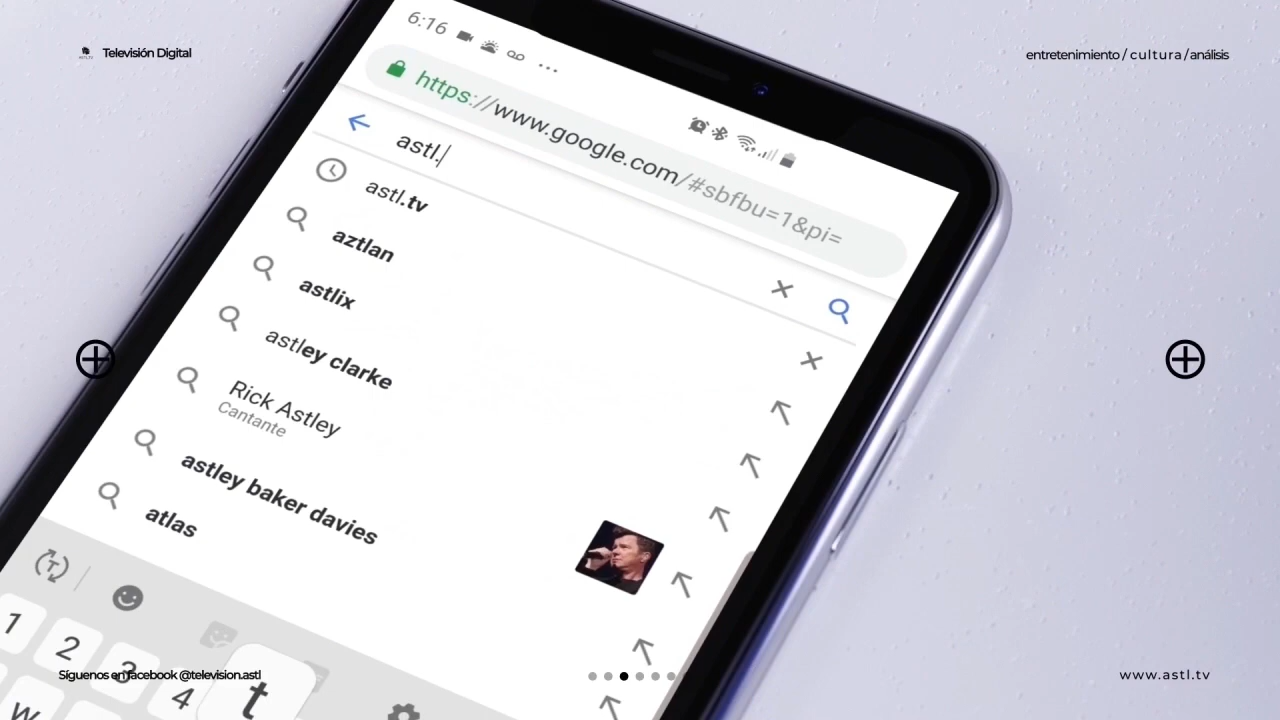 Televisión Digital
entretenimiento / cultura / análisis
6:16
https://www.google.com/#sbfbu=1&pi=
astl.
astl.tv
aztlan
astlix
astley clarke
Rick Astley
Cantante
astley baker davies
atlas
1 2 3 4
w t
Síguenos en facebook @television.astl
www.astl.tv